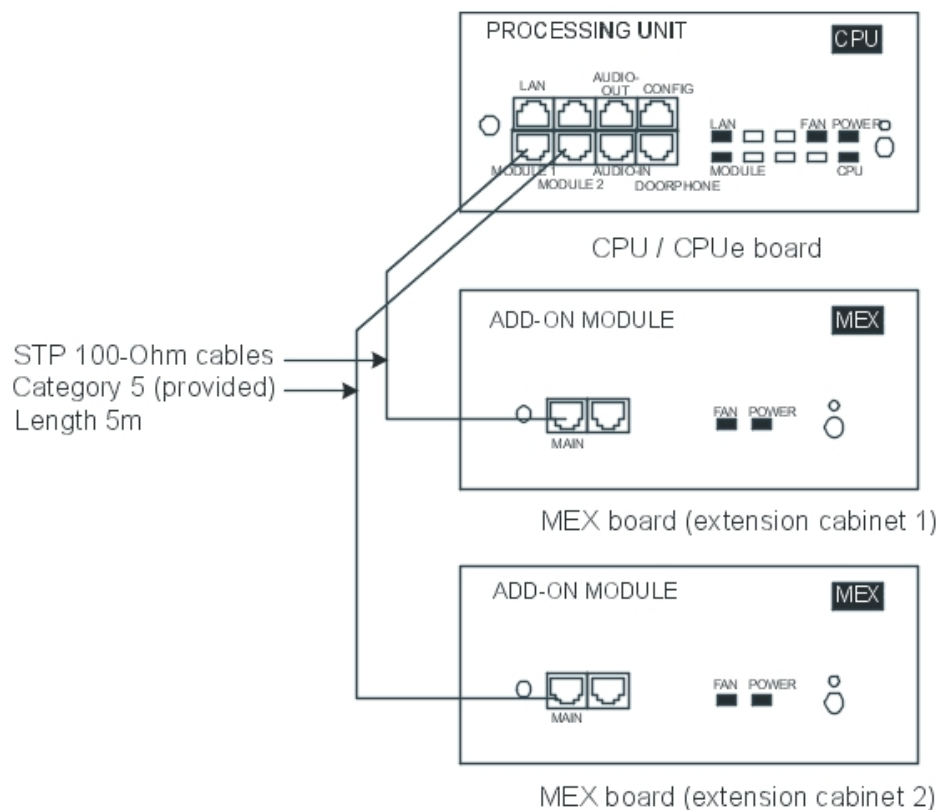 PROCESSING UNIT
CPU
LAN
AUDIO-
OUT
CONFIG
LAN
FAN POWER
MODULE 1
AUDIO-IN
MODULE
CPU
MODULE 2
DOORPHONE
CPU / CPUe board
ADD-ON MODULE
MEX
STP 100-Ohm cables
Category 5 (provided)
Length 5m
FAN POWER
MAIN
MEX board (extension cabinet 1)
ADD-ON MODULE
MEX
FAN POWER
MAIN
MEX board (extension cabinet 2)